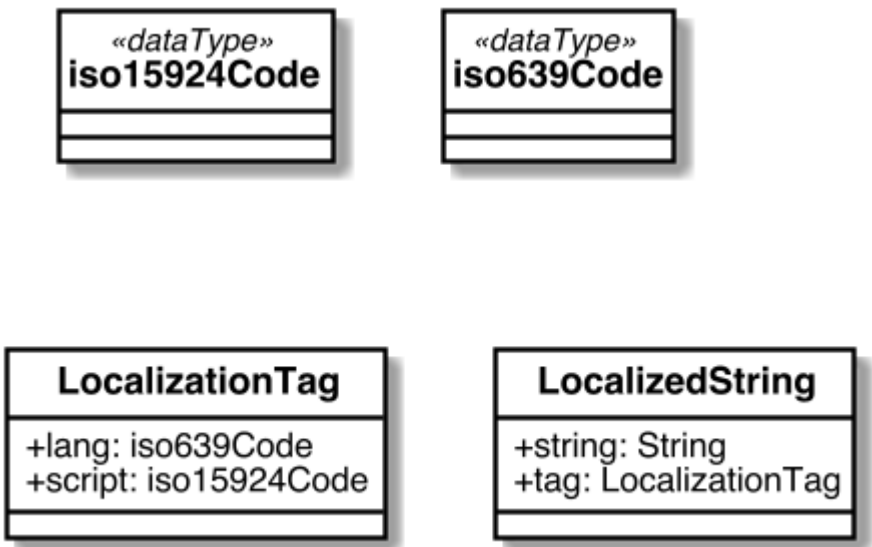 «dataType»
iso15924Code
«dataType»
iso639Code
LocalizationTag
+lang: iso639Code
+script: iso15924Code
LocalizedString
+string: String
+tag: LocalizationTag